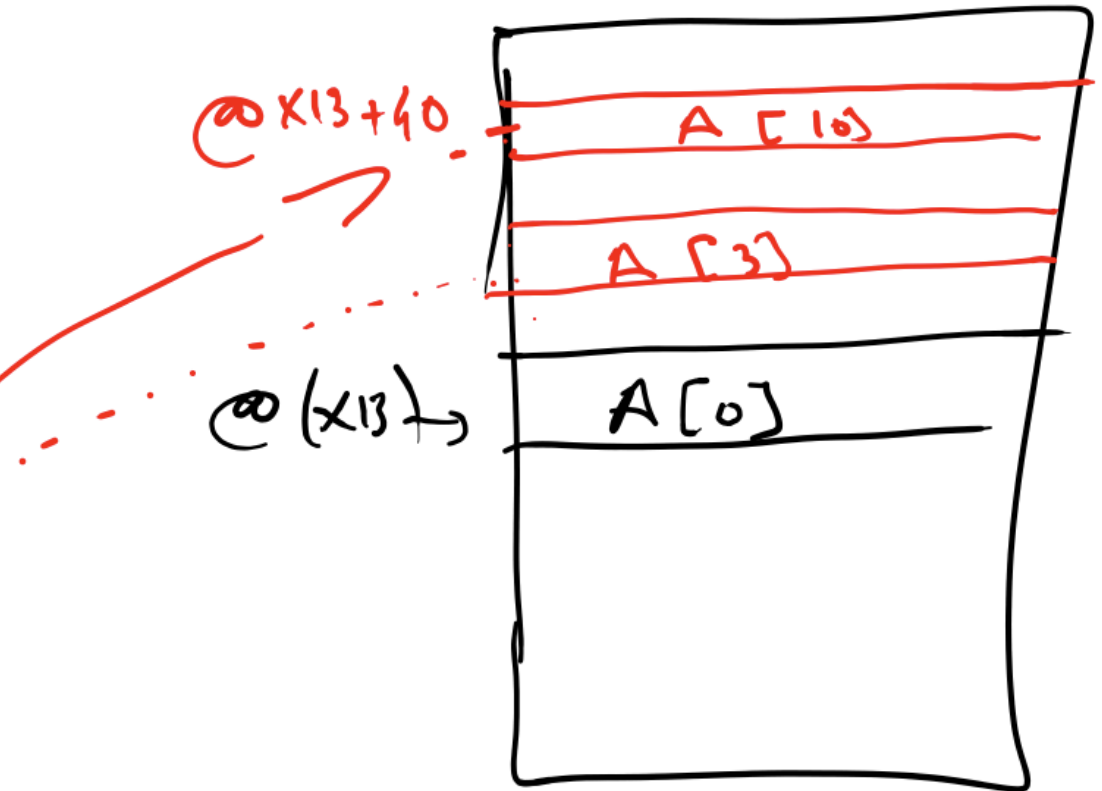 @ X13+40
A [10]
A [3]
@ (X13) →
A [0]